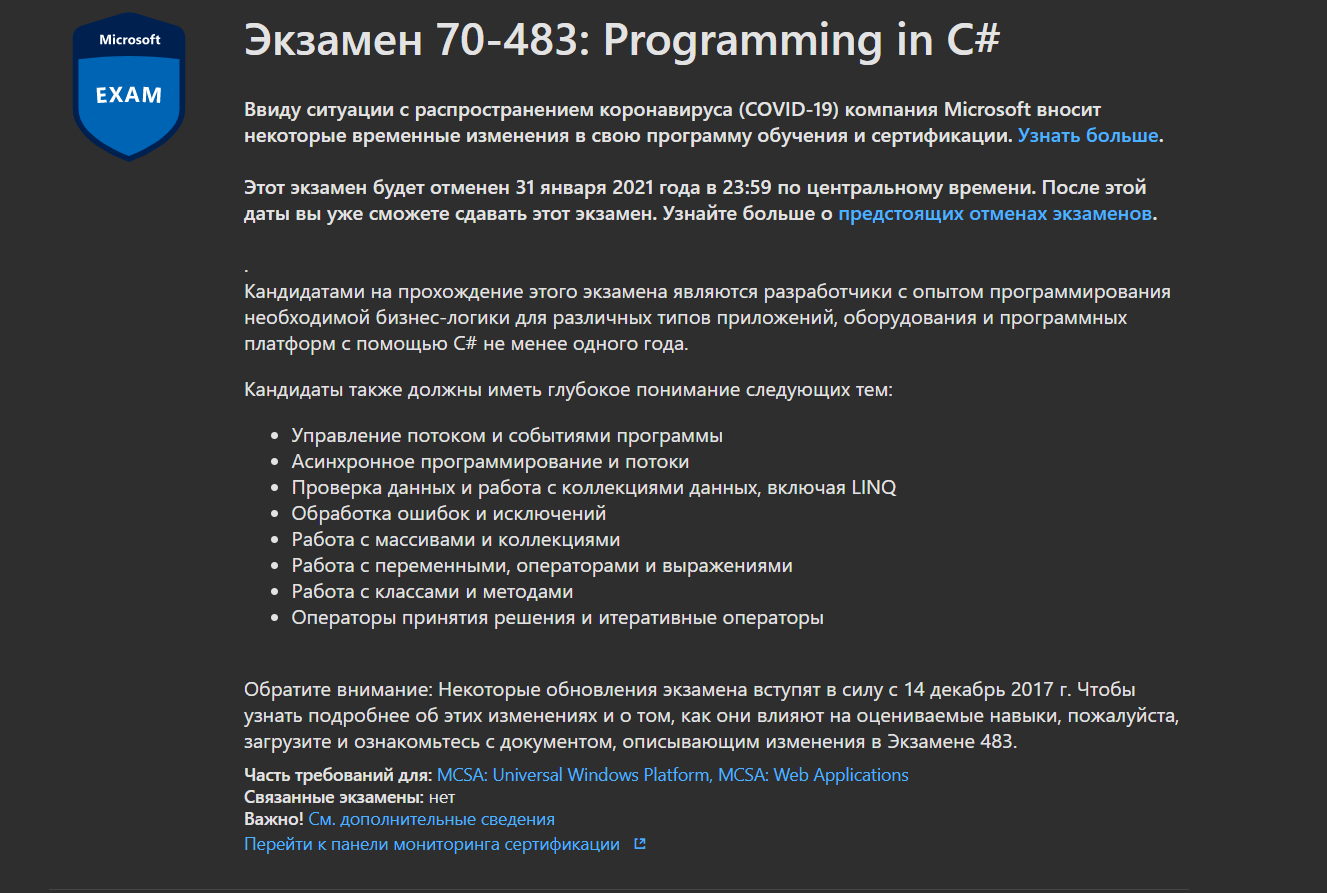 Microsoft
EXAM
Экзамен 70-483: Programming in C#
Ввиду ситуации с распространением коронавируса (COVID-19) компания Microsoft вносит
некоторые временные изменения в свою программу обучения и сертификации. Узнать больше.
Этот экзамен будет отменен 31 января 2021 года в 23:59 по центральному времени. После этой
даты вы уже сможете сдавать этот экзамен. Узнайте больше о предстоящих отменах экзаменов.
.
Кандидатами на прохождение этого экзамена являются разработчики с опытом программирования
необходимой бизнес-логики для различных типов приложений, оборудования и программных
платформ с помощью C# не менее одного года.
Кандидаты также должны иметь глубокое понимание следующих тем:
• Управление потоком и событиями программы
• Асинхронное программирование и потоки
• Проверка данных и работа с коллекциями данных, включая LINQ
• Обработка ошибок и исключений
• Работа с массивами и коллекциями
• Работа с переменными, операторами и выражениями
• Работа с классами и методами
• Операторы принятия решения и итеративные операторы
Обратите внимание: Некоторые обновления экзамена вступят в силу с 14 декабрь 2017 г. Чтобы
узнать подробнее об этих изменениях и о том, как они влияют на оцениваемые навыки, пожалуйста,
загрузите и ознакомьтесь с документом, описывающим изменения в Экзамене 483.
Часть требований для: MCSA: Universal Windows Platform, MCSA: Web Applications
Связанные экзамены: нет
Важно! См. дополнительные сведения
Перейти к панели мониторинга сертификации